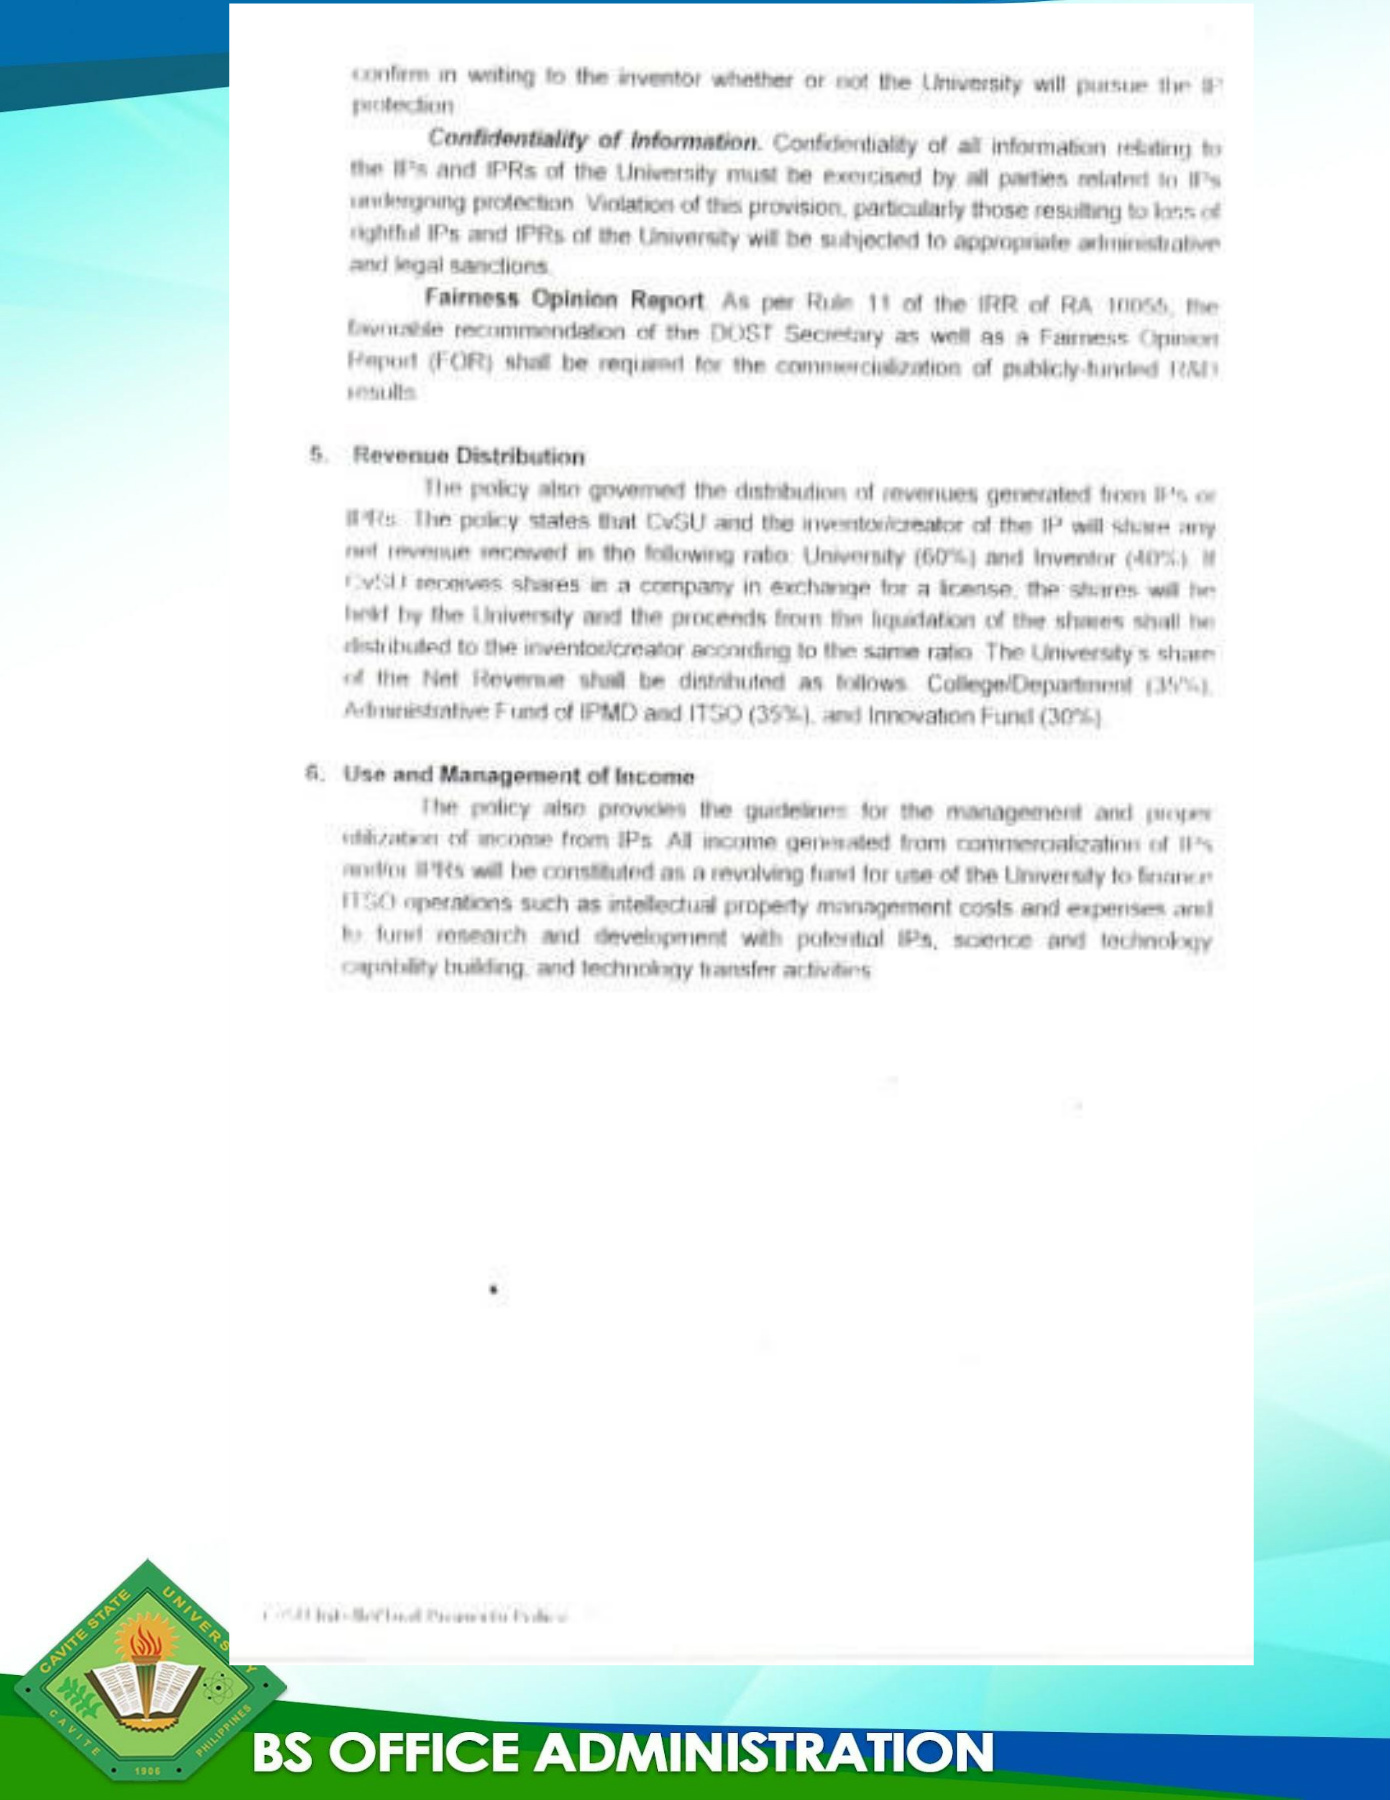 confirm in writing to the inventor whether or not the University will pursue the IP
protection
Confidentiality of Information. Confidentiality of all information relating to
the IPs and IPRs of the University must be exercised by all parties related to IPs
undergoing protection. Violation of this provision, particularly those resulting to loss of
rightful IPs and IPRs of the University will be subjected to appropriate administrative
and legal sanctions.
Fairness Opinion Report. As per Rule 11 of the IRR of RA 10055, the
favorable recommendation of the DOST Secretary as well as a Fairness Opinion
Report (FOR) shall be required for the commercialization of publicly-funded R&D
results.
5. Revenue Distribution
The policy also governed the distribution of revenues generated from IPs or
IPRs. The policy states that CvSU and the inventor/creator of the IP will share any
net revenue received in the following ratio: University (60%) and Inventor (40%). If
CvSU receives shares in a company in exchange for a license, the shares will be
held by the University and the proceeds from the liquidation of the shares shall be
distributed to the inventor/creator according to the same ratio. The University's share
of the Net Revenue shall be distributed as follows: College/Department (35%),
Administrative Fund of IPMD and ITSO (35%), and Innovation Fund (30%).
6. Use and Management of Income
The policy also provides the guidelines for the management and proper
utilization of income from IPs. All income generated from commercialization of IPs
and/or IPRs will be constituted as a revolving fund for use of the University to finance
ITSO operations such as intellectual property management costs and expenses and
to fund research and development with potential IPs, science and technology
capability building, and technology transfer activities.
CvSU Intellectual Property Policy
CAVITE STATE UNIVERSITY
CAVITE PHILIPPINES
1906
BS OFFICE ADMINISTRATION